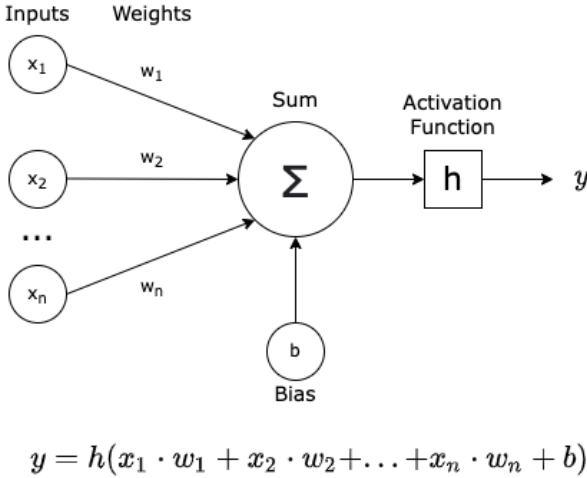 Inputs Weights
x₁
w₁
Sum
Activation
Function
x₂
w₂
Σ
h
y
...
xₙ
wₙ
b
Bias
y = h(x₁ · w₁ + x₂ · w₂+...+xₙ · wₙ + b)